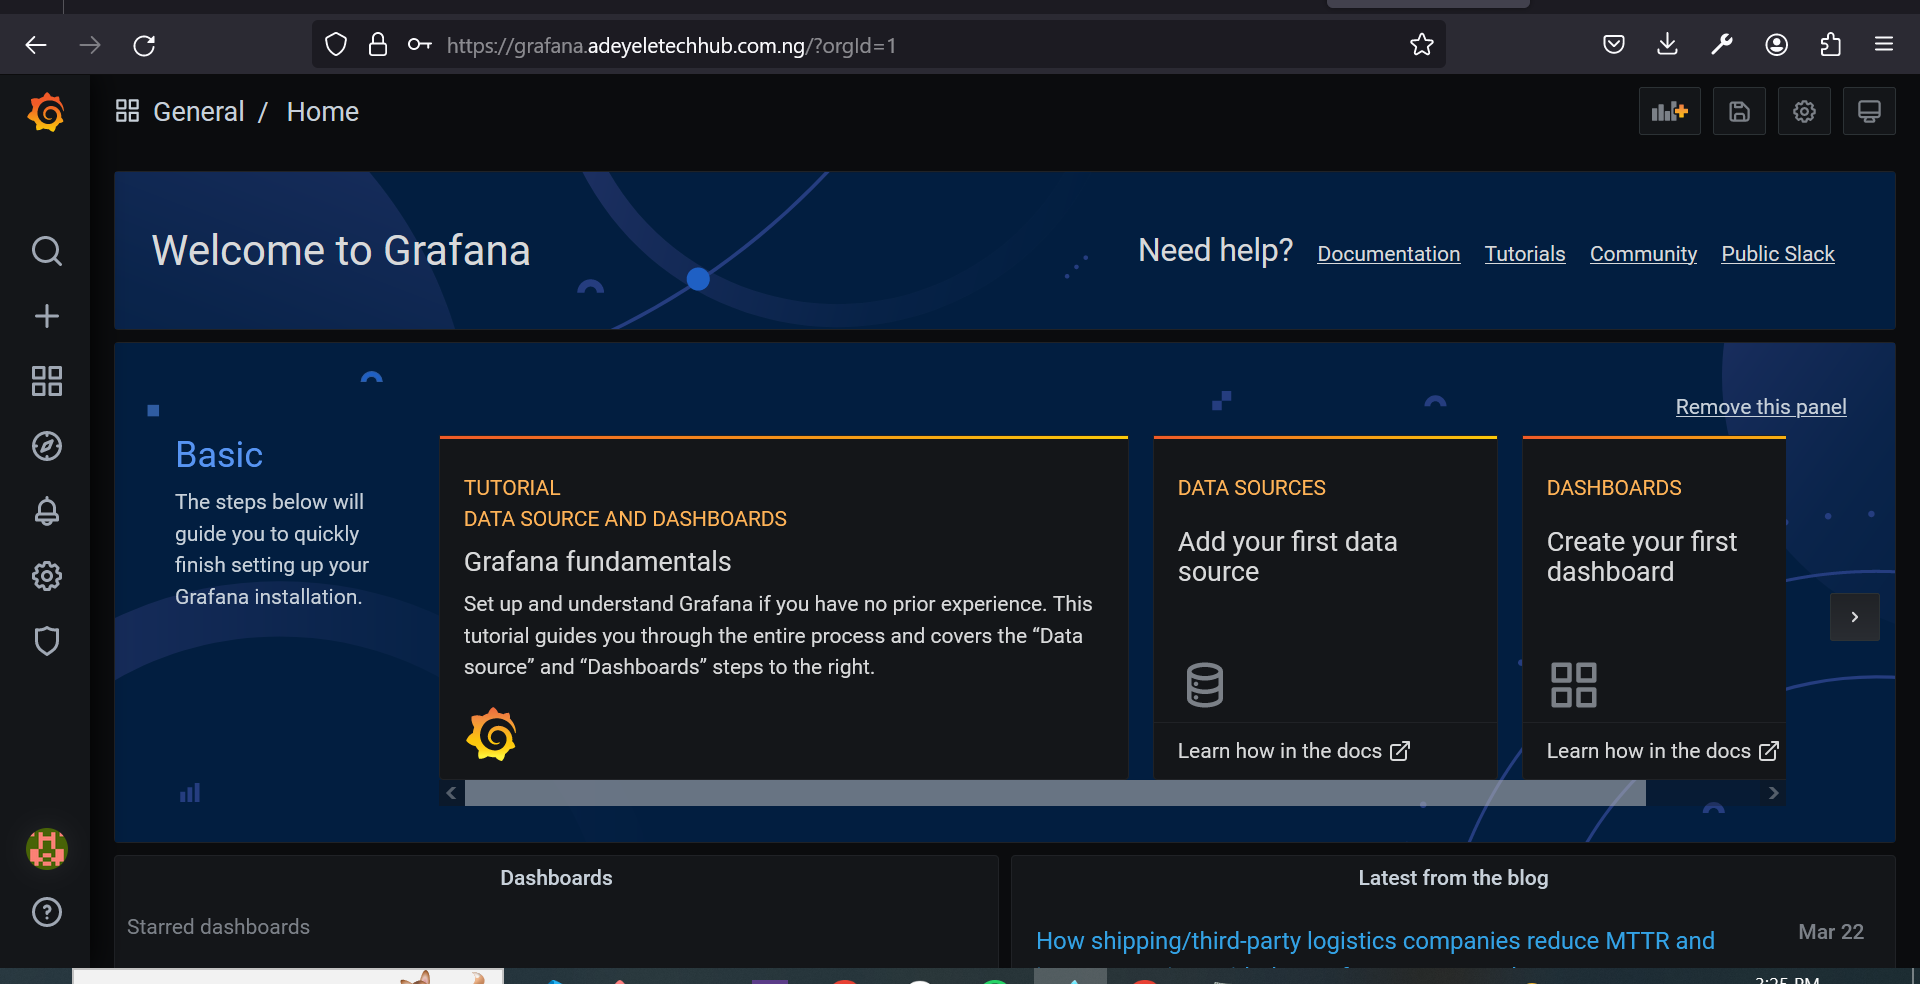 https://grafana.adeyeletechhub.com.ng/?orgId=1
General / Home
Welcome to Grafana
Need help? Documentation Tutorials Community Public Slack
Remove this panel
Basic
The steps below will
guide you to quickly
finish setting up your
Grafana installation.
TUTORIAL
DATA SOURCE AND DASHBOARDS
Grafana fundamentals
Set up and understand Grafana if you have no prior experience. This
tutorial guides you through the entire process and covers the “Data
source” and “Dashboards” steps to the right.
DATA SOURCES
Add your first data
source
Learn how in the docs
DASHBOARDS
Create your first
dashboard
Learn how in the docs
Dashboards
Starred dashboards
Latest from the blog
How shipping/third-party logistics companies reduce MTTR and
Mar 22